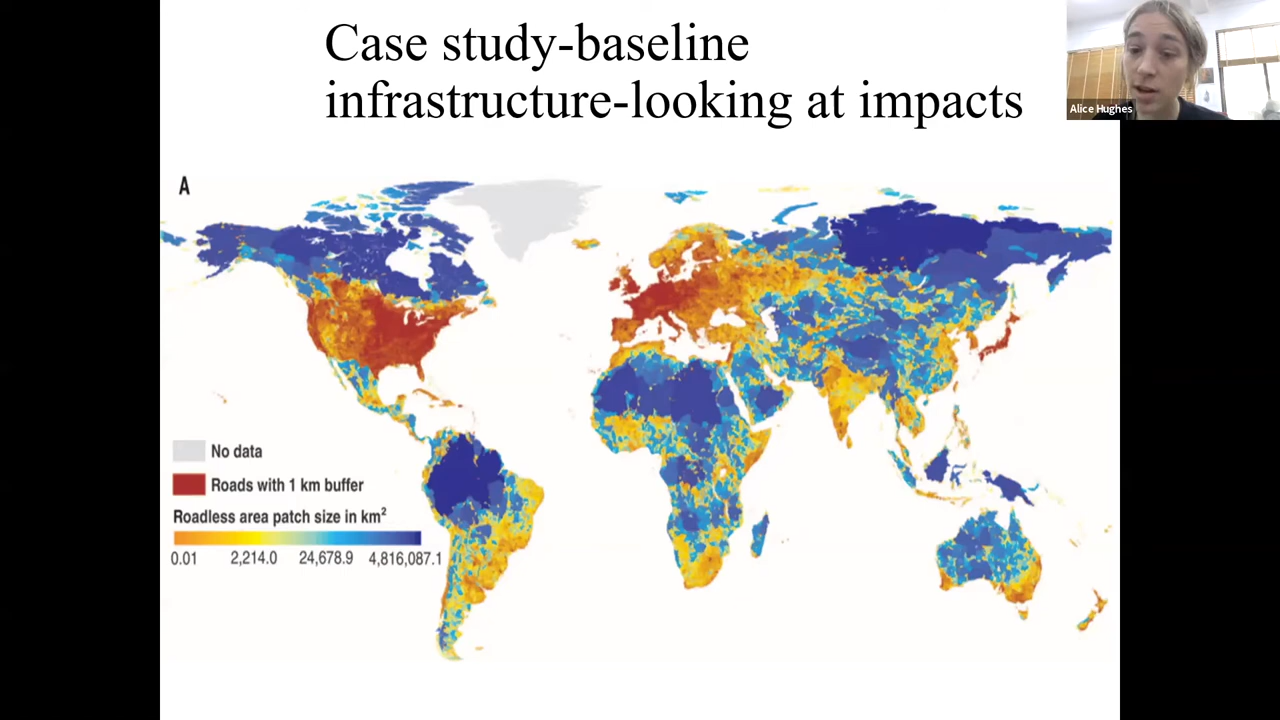 Case study-baseline
infrastructure-looking at impacts
Alice Hughes
A
No data
Roads with 1 km buffer
Roadless area patch size in km²
0.01 2,214.0 24,678.9 4,816,087.1